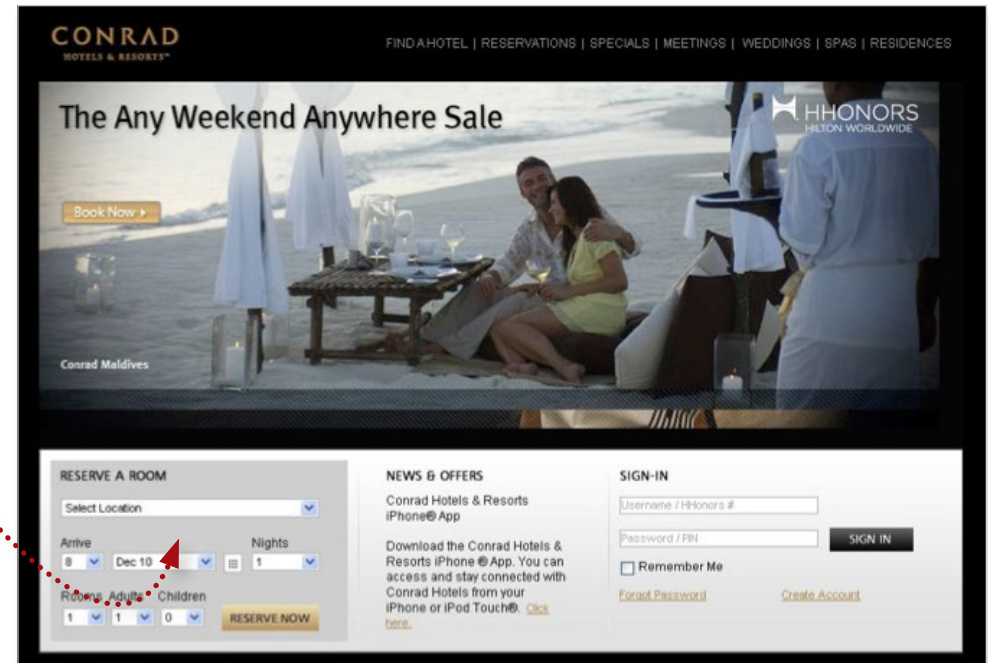 CONRAD
HOTELS & RESORTS™
FIND A HOTEL | RESERVATIONS | SPECIALS | MEETINGS | WEDDINGS | SPAS | RESIDENCES
The Any Weekend Anywhere Sale
HHONORS
HILTON WORLDWIDE
Book Now
Conrad Maldives
RESERVE A ROOM
Select Location
Arrive
Nights
8
Dec 10
1
Rooms Adults Children
1 1 0
RESERVE NOW
NEWS & OFFERS
Conrad Hotels & Resorts
iPhone® App
Download the Conrad Hotels &
Resorts iPhone ® App. You can
access and stay connected with
Conrad Hotels from your
iPhone or iPod Touch®. Click
here.
SIGN-IN
Username / HHonors #
Password / PIN
SIGN IN
Remember Me
Forgot Password
Create Account